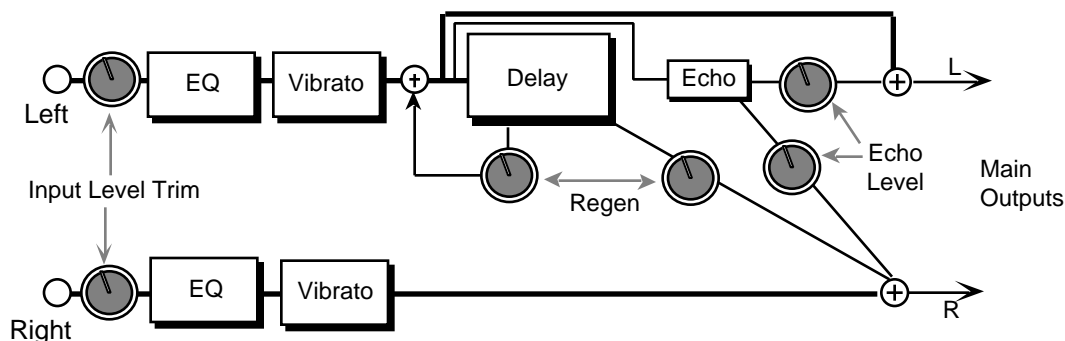 L
EQ
Vibrato
Delay
Echo
Left
Echo
Level
Main
Outputs
Input Level Trim
Regen
EQ
Vibrato
R
Right